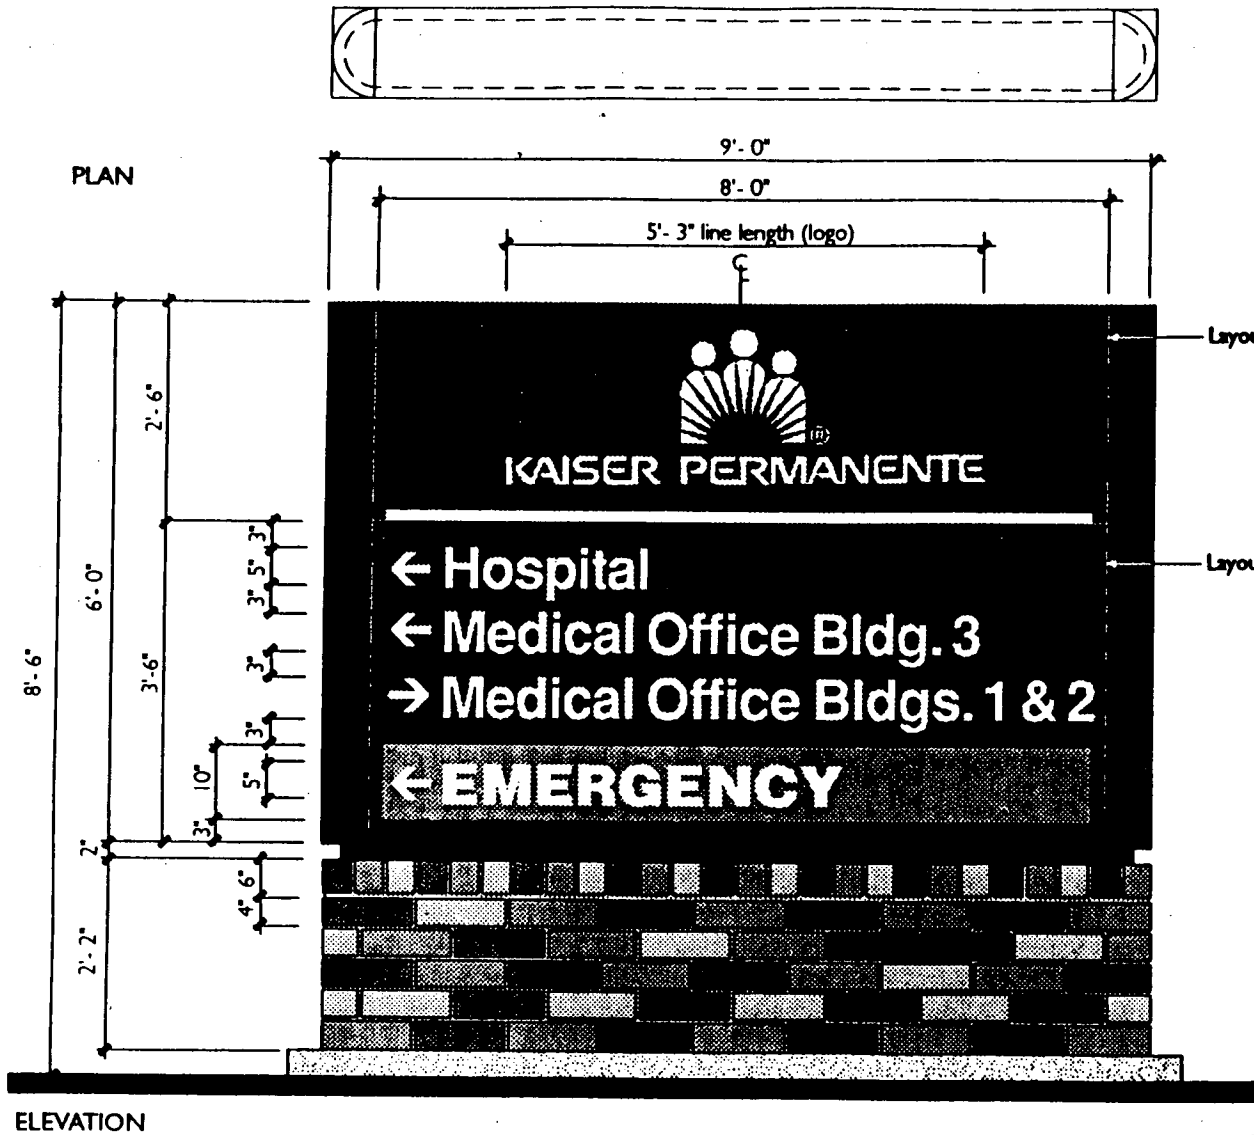 PLAN
9'- 0"
8'- 0"
5'- 3" line length (logo)
℄
Layou
2'- 6"
®
KAISER PERMANENTE
3"
← Hospital
Layou
5"
3"
6'- 0"
← Medical Office Bldg. 3
3"
8'- 6"
3'-6"
→ Medical Office Bldgs. 1 & 2
3"
10"
5"
← EMERGENCY
3"
2"
6"
4"
2'- 2"
ELEVATION